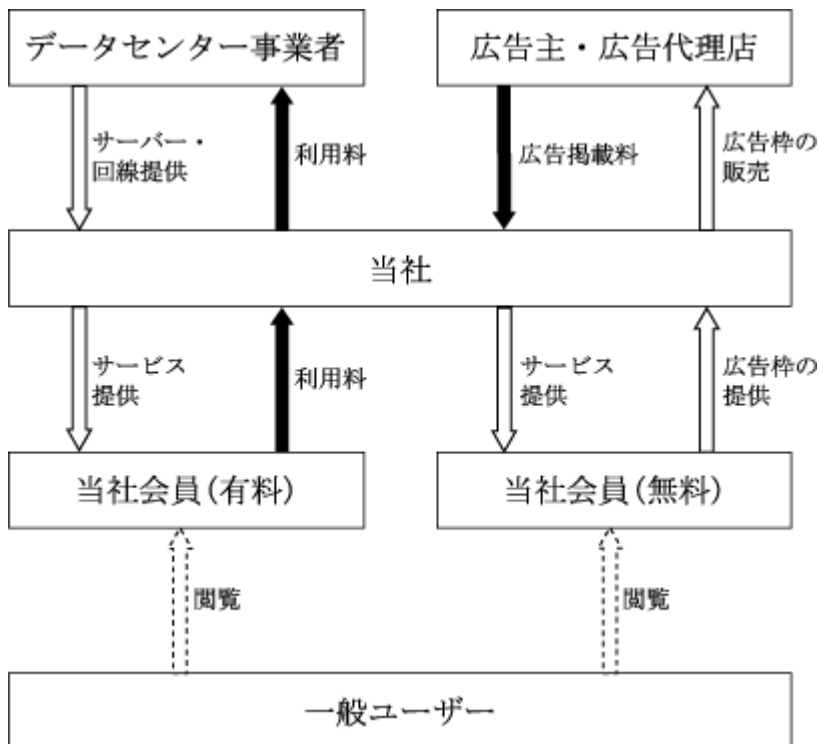 データセンター事業者
広告主・広告代理店
サーバー・
回線提供
利用料
広告掲載料
広告枠の
販売
当社
サービス
提供
利用料
サービス
提供
広告枠の
提供
当社会員(有料)
当社会員(無料)
閲覧
閲覧
一般ユーザー